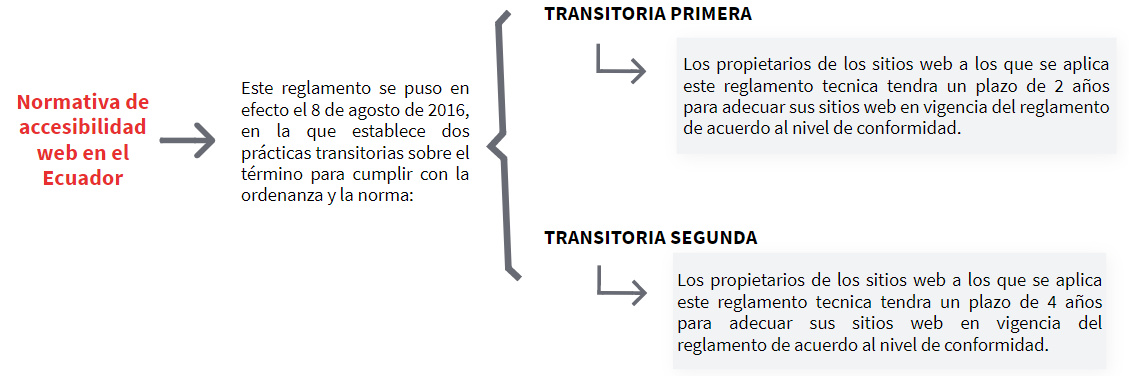 Normativa de
accesibilidad
web en el
Ecuador
Este reglamento se puso en
efecto el 8 de agosto de 2016,
en la que establece dos
prácticas transitorias sobre el
término para cumplir con la
ordenanza y la norma:
TRANSITORIA PRIMERA
Los propietarios de los sitios web a los que se aplica
este reglamento tecnica tendra un plazo de 2 años
para adecuar sus sitios web en vigencia del reglamento
de acuerdo al nivel de conformidad.
TRANSITORIA SEGUNDA
Los propietarios de los sitios web a los que se aplica
este reglamento tecnica tendra un plazo de 4 años
para adecuar sus sitios web en vigencia del
reglamento de acuerdo al nivel de conformidad.